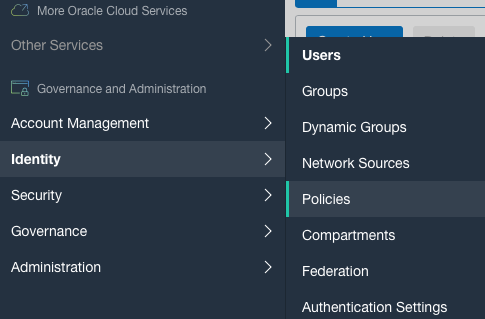 More Oracle Cloud Services
Other Services
Governance and Administration
Account Management
Identity
Security
Governance
Administration
Users
Groups
Dynamic Groups
Network Sources
Policies
Compartments
Federation
Authentication Settings